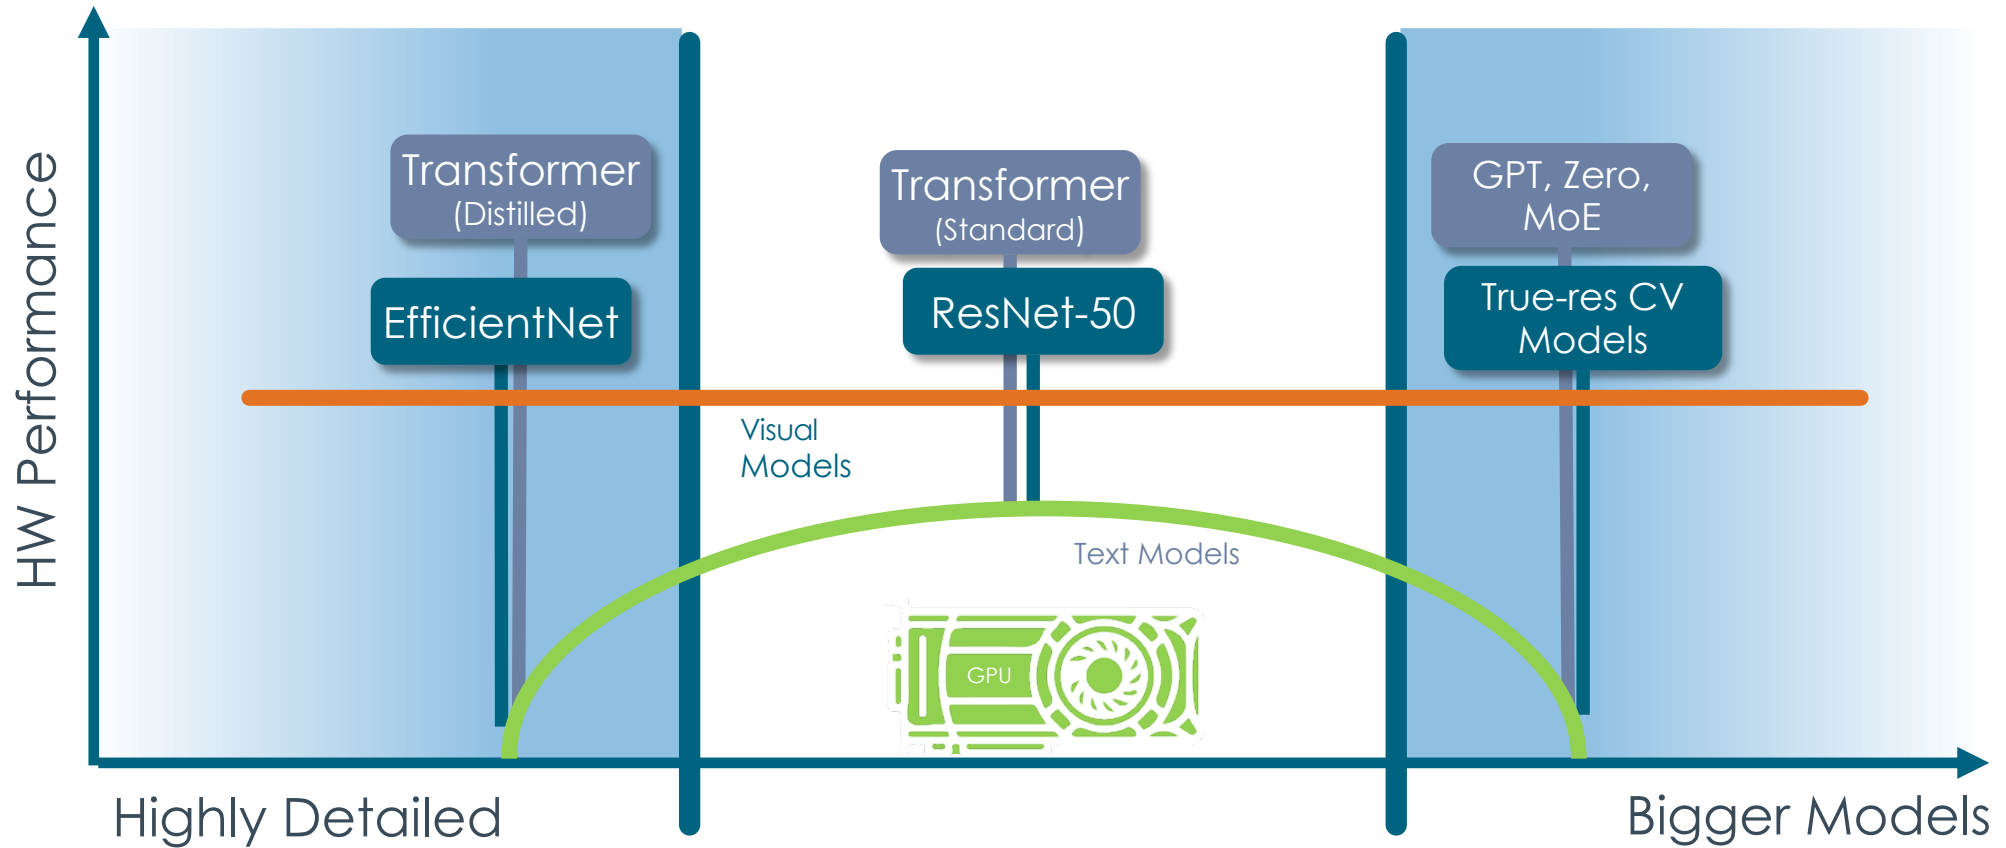 HW Performance
Transformer
(Distilled)
EfficientNet
Transformer
(Standard)
ResNet-50
GPT, Zero,
MoE
True-res CV
Models
Visual
Models
Text Models
GPU
Highly Detailed
Bigger Models